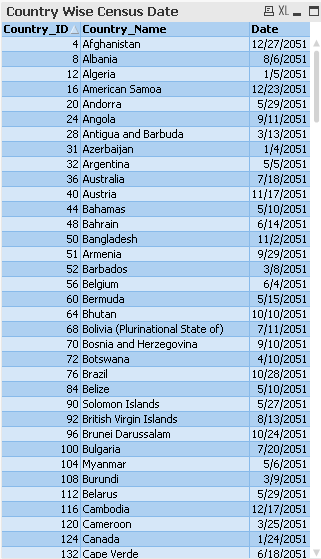 Country Wise Census Date XL
Country_ID Country_Name Date
4 Afghanistan 12/27/2051
8 Albania 8/6/2051
12 Algeria 1/5/2051
16 American Samoa 12/23/2051
20 Andorra 5/29/2051
24 Angola 9/11/2051
28 Antigua and Barbuda 3/13/2051
31 Azerbaijan 1/4/2051
32 Argentina 5/5/2051
36 Australia 7/18/2051
40 Austria 11/17/2051
44 Bahamas 5/10/2051
48 Bahrain 6/14/2051
50 Bangladesh 11/2/2051
51 Armenia 9/29/2051
52 Barbados 3/8/2051
56 Belgium 6/4/2051
60 Bermuda 5/15/2051
64 Bhutan 10/10/2051
68 Bolivia (Plurinational State of) 7/11/2051
70 Bosnia and Herzegovina 9/10/2051
72 Botswana 4/10/2051
76 Brazil 10/28/2051
84 Belize 5/10/2051
90 Solomon Islands 5/27/2051
92 British Virgin Islands 8/13/2051
96 Brunei Darussalam 10/24/2051
100 Bulgaria 7/20/2051
104 Myanmar 5/6/2051
108 Burundi 3/9/2051
112 Belarus 5/29/2051
116 Cambodia 12/17/2051
120 Cameroon 3/25/2051
124 Canada 1/24/2051
132 Cape Verde 6/18/2051